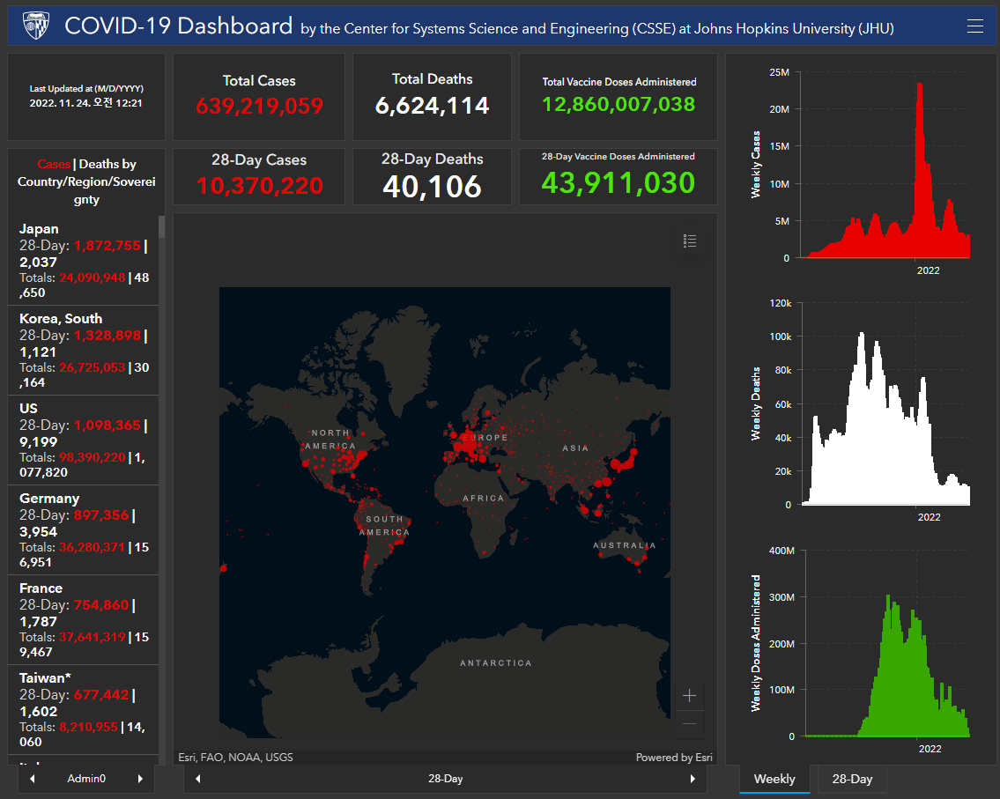 COVID-19 Dashboard by the Center for Systems Science and Engineering (CSSE) at Johns Hopkins University (JHU)
Last Updated at (M/D/YYYY)
2022. 11. 24. 오전 12:21
Total Cases
639,219,059
Total Deaths
6,624,114
Total Vaccine Doses Administered
12,860,007,038
28-Day Cases
10,370,220
28-Day Deaths
40,106
28-Day Vaccine Doses Administered
43,911,030
Cases | Deaths by
Country/Region/Soverei
gnty
Japan
28-Day: 1,872,755 |
2,037
Totals: 24,090,948 | 48
,650
Korea, South
28-Day: 1,328,898 |
1,121
Totals: 26,725,053 | 30
,164
US
28-Day: 1,098,365 |
9,199
Totals: 98,390,220 | 1,
077,820
Germany
28-Day: 897,356 |
3,954
Totals: 36,280,371 | 15
6,951
France
28-Day: 754,860 |
1,787
Totals: 37,641,319 | 15
9,467
Taiwan*
28-Day: 677,442 |
1,602
Totals: 8,210,955 | 14,
060
Admin0
NORTH
AMERICA
EUROPE
ASIA
AFRICA
SOUTH
AMERICA
AUSTRALIA
ANTARCTICA
Esri, FAO, NOAA, USGS
Powered by Esri
28-Day
Weekly Cases
25M
20M
15M
10M
5M
0
2022
Weekly Deaths
120k
100k
80k
60k
40k
20k
0
2022
Weekly Doses Administered
400M
300M
200M
100M
0
2022
Weekly
28-Day